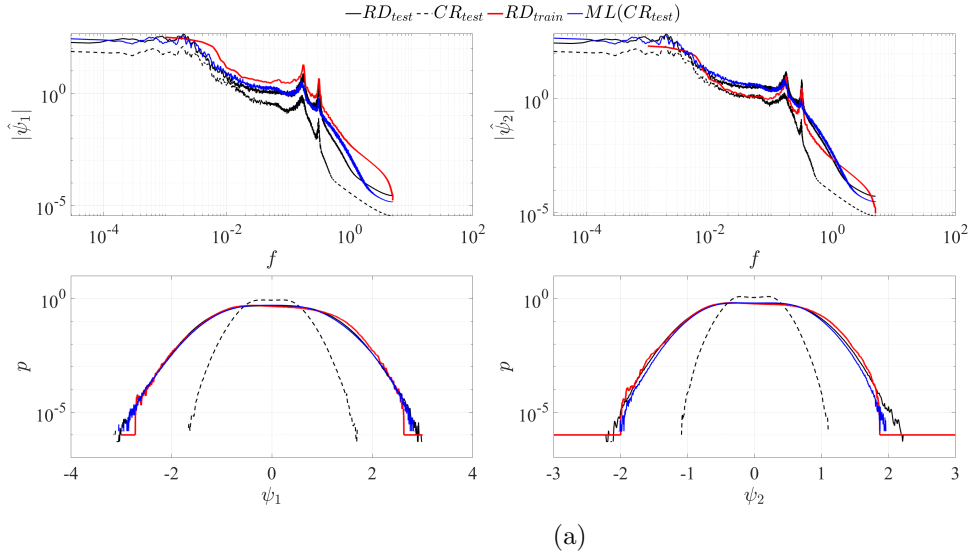 RD_test CR_test RD_train ML(CR_test)
|ψ̂_1|
10^0
10^-5
10^-4 10^-2 10^0 10^2
f
|ψ̂_2|
10^0
10^-5
10^-4 10^-2 10^0 10^2
f
p
10^0
10^-5
-4 -2 0 2 4
ψ_1
p
10^0
10^-5
-3 -2 -1 0 1 2 3
ψ_2
(a)